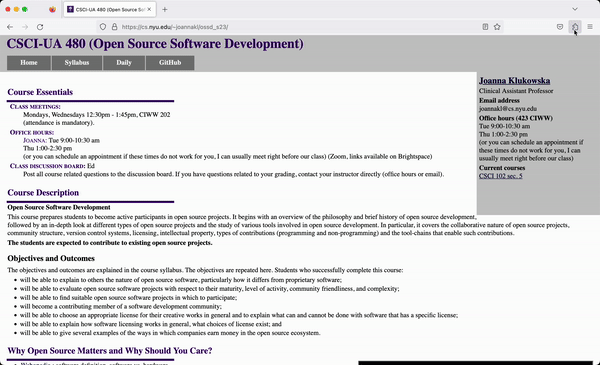 CSCI-UA 480 (Open Source Sof
https://cs.nyu.edu/~joannakl/ossd_s23/
CSCI-UA 480 (Open Source Software Development)
Home Syllabus Daily GitHub
Course Essentials
CLASS MEETINGS:
Mondays, Wednesdays 12:30pm - 1:45pm, CIWW 202
(attendance is mandatory).
OFFICE HOURS:
JOANNA: Tue 9:00-10:30 am
Thu 1:00-2:30 pm
(or you can schedule an appointment if these times do not work for you, I can usually meet right before our class) (Zoom, links available on Brightspace)
CLASS DISCUSSION BOARD: Ed
Post all course related questions to the discussion board. If you have questions related to your grading, contact your instructor directly (office hours or email).
Joanna Klukowska
Clinical Assistant Professor
Email address
joannakl@cs.nyu.edu
Office hours (423 CIWW)
Tue 9:00-10:30 am
Thu 1:00-2:30 pm
(or you can schedule an appointment if these times do not work for you, I can
usually meet right before our class)
Current courses
CSCI 102 sec. 5
Course Description
Open Source Software Development
This course prepares students to become active participants in open source projects. It begins with an overview of the philosophy and brief history of open source development,
followed by an in-depth look at different types of open source projects and the study of various tools involved in open source development. In particular, it covers the collaborative nature of open source projects,
community structure, version control systems, licensing, intellectual property, types of contributions (programming and non-programming) and the tool-chains that enable such contributions.
The students are expected to contribute to existing open source projects.
Objectives and Outcomes
The objectives and outcomes are explained in the course syllabus. The objectives are repeated here. Students who successfully complete this course:
• will be able to explain to others the nature of open source software, particularly how it differs from proprietary software;
• will be able to evaluate open source software projects with respect to their maturity, level of activity, community friendliness, and complexity;
• will be able to find suitable open source software projects in which to participate;
• will become a contributing member of a software development community;
• will be able to choose an appropriate license for their creative works in general and to explain what can and cannot be done with software that has a specific license;
• will be able to explain how software licensing works in general, what choices of license exist; and
• will be able to give several examples of the ways in which companies earn money in the open source ecosystem.
Why Open Source Matters and Why Should You Care?